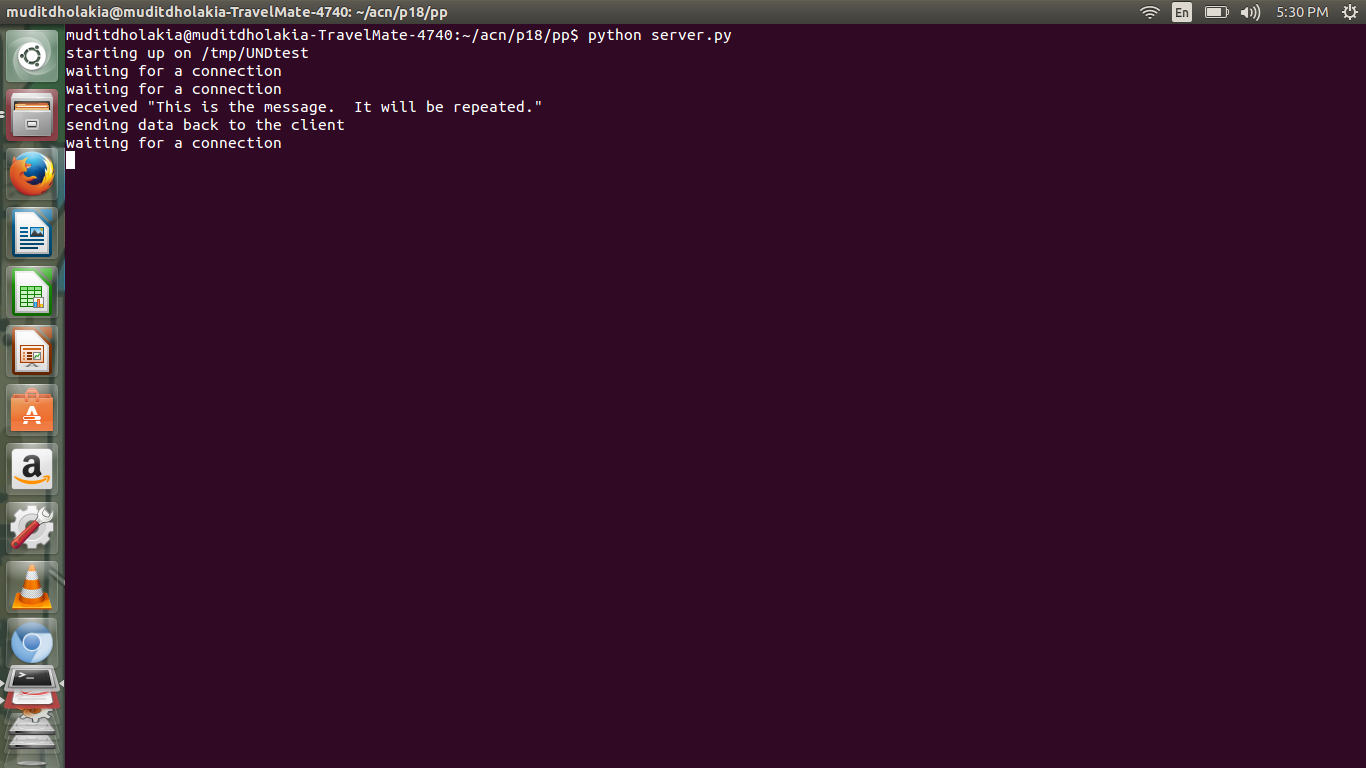 muditdholakia@muditdholakia-TravelMate-4740: ~/acn/p18/pp
En
5:30 PM
muditdholakia@muditdholakia-TravelMate-4740:~/acn/p18/pp$ python server.py
starting up on /tmp/UNDtest
waiting for a connection
waiting for a connection
received "This is the message.  It will be repeated."
sending data back to the client
waiting for a connection
A
a
>_